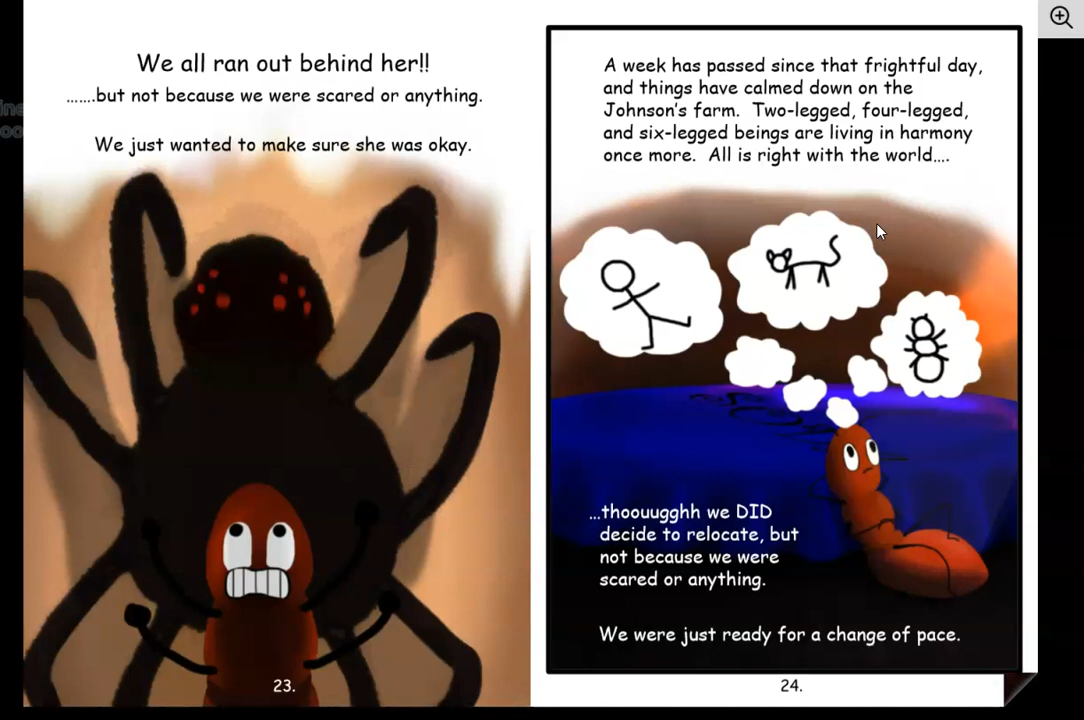 We all ran out behind her!!
.......but not because we were scared or anything.
We just wanted to make sure she was okay.
23.
A week has passed since that frightful day,
and things have calmed down on the
Johnson's farm. Two-legged, four-legged,
and six-legged beings are living in harmony
once more. All is right with the world....
...thoouugghh we DID
decide to relocate, but
not because we were
scared or anything.
We were just ready for a change of pace.
24.